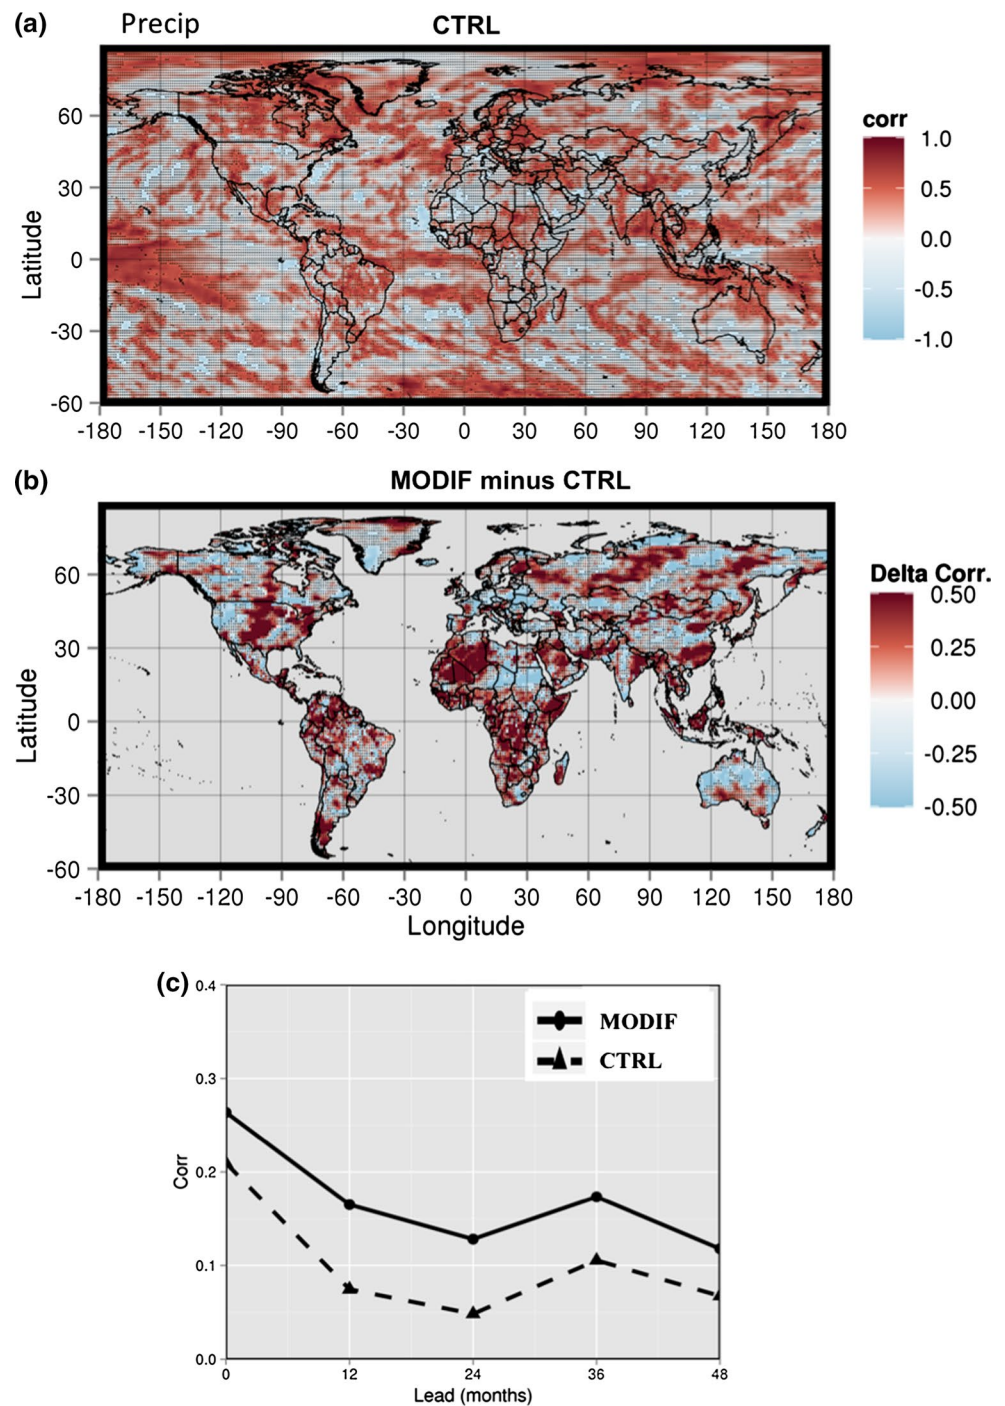 (a) Precip CTRL
Latitude
60
30
0
-30
-60
-180 -150 -120 -90 -60 -30 0 30 60 90 120 150 180
corr
1.0
0.5
0.0
-0.5
-1.0
(b) MODIF minus CTRL
Latitude
60
30
0
-30
-60
-180 -150 -120 -90 -60 -30 0 30 60 90 120 150 180
Longitude
Delta Corr.
0.50
0.25
0.00
-0.25
-0.50
(c)
Corr
0.4
0.3
0.2
0.1
0.0
MODIF
CTRL
0 12 24 36 48
Lead (months)